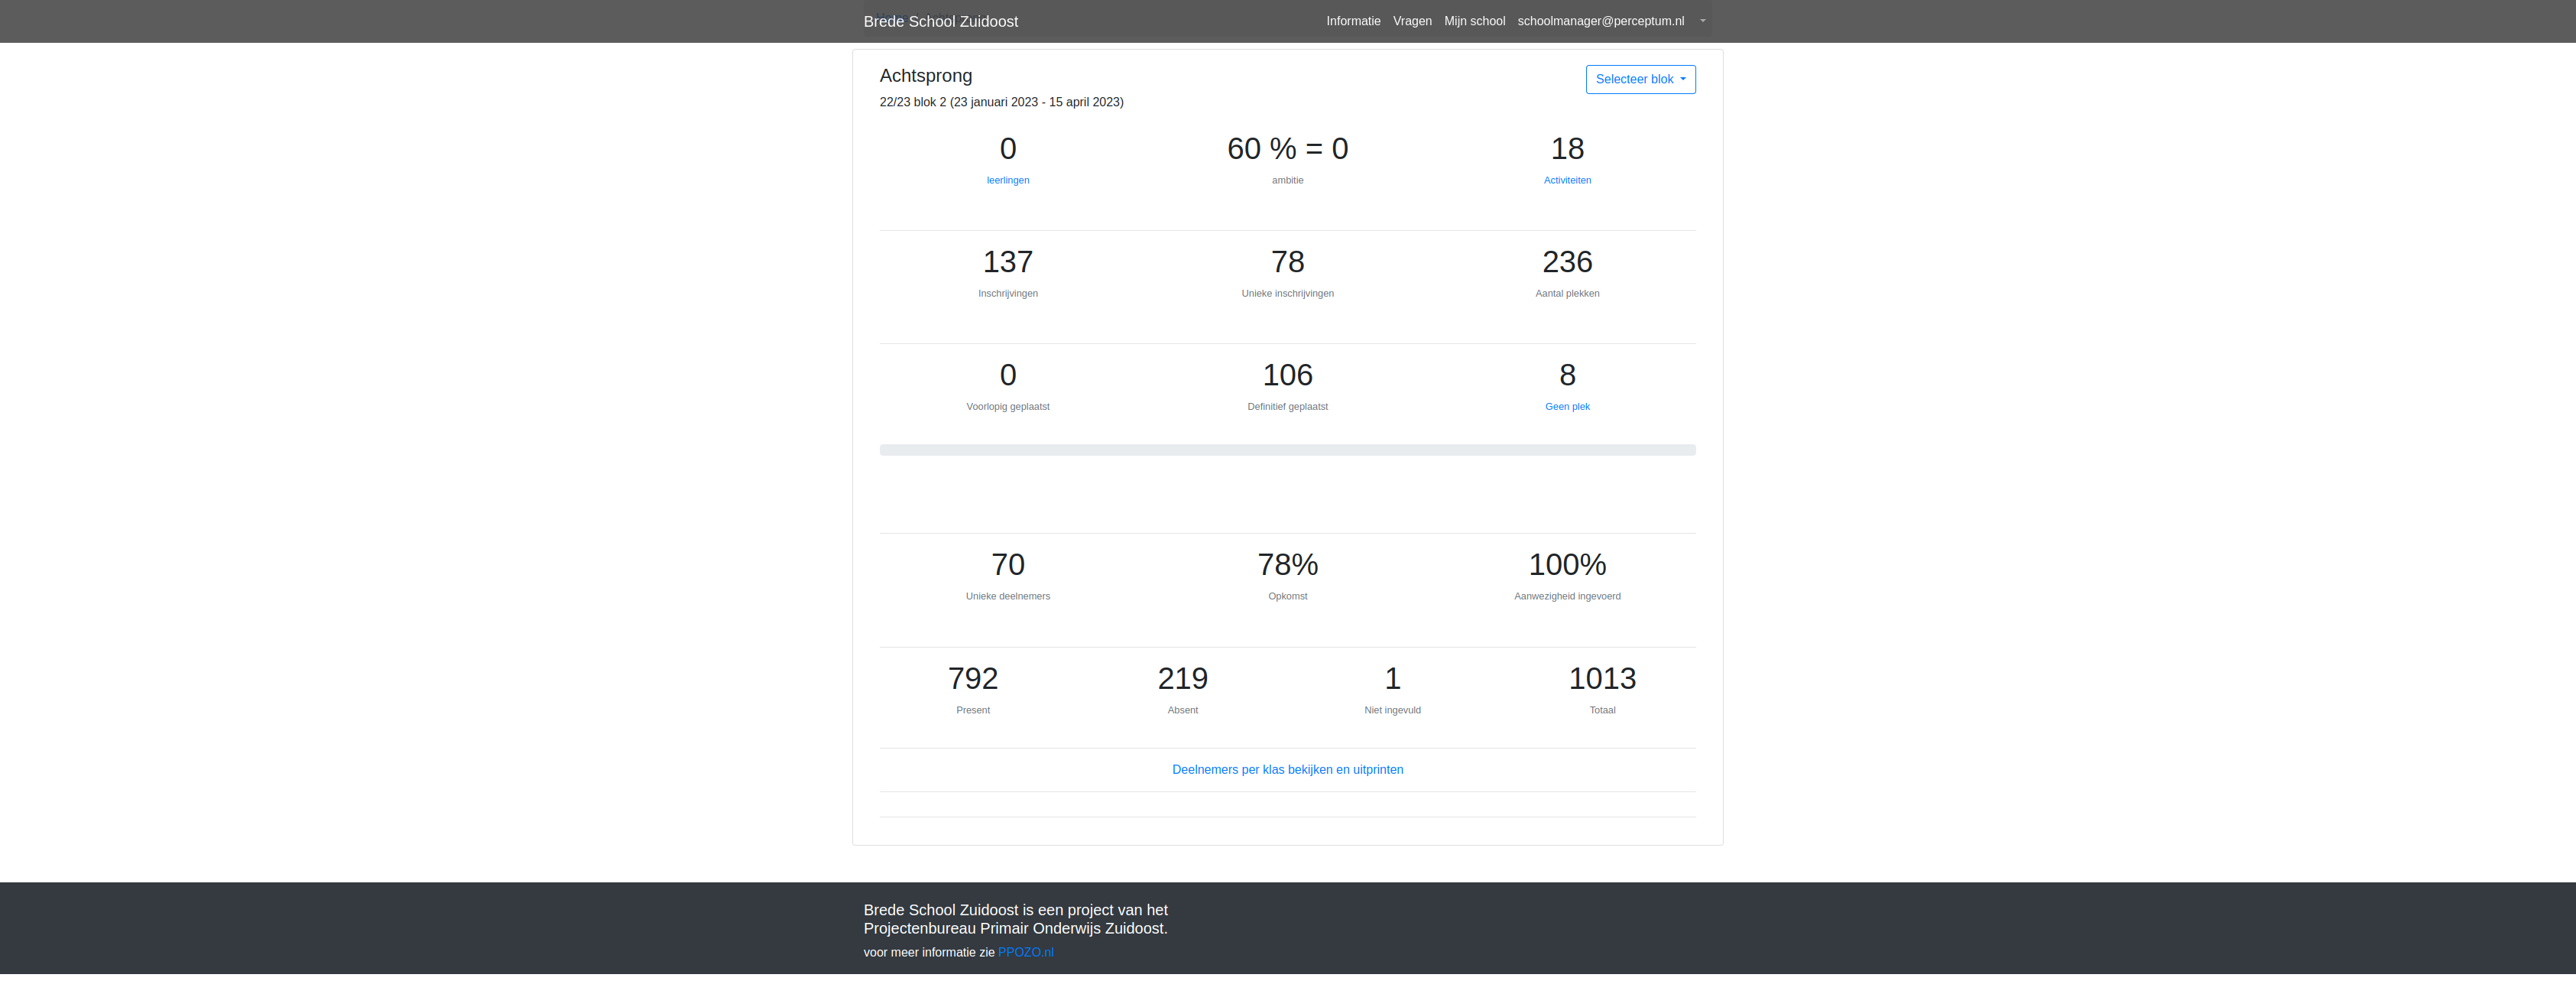 Brede School Zuidoost
Informatie Vragen Mijn school schoolmanager@perceptum.nl
Achtsprong
Selecteer blok
22/23 blok 2 (23 januari 2023 - 15 april 2023)
0 60 % = 0 18
leerlingen ambitie Activiteiten
137 78 236
Inschrijvingen Unieke inschrijvingen Aantal plekken
0 106 8
Voorlopig geplaatst Definitief geplaatst Geen plek
70 78% 100%
Unieke deelnemers Opkomst Aanwezigheid ingevoerd
792 219 1 1013
Present Absent Niet ingevuld Totaal
Deelnemers per klas bekijken en uitprinten
Brede School Zuidoost is een project van het
Projectenbureau Primair Onderwijs Zuidoost.
voor meer informatie zie PPOZO.nl